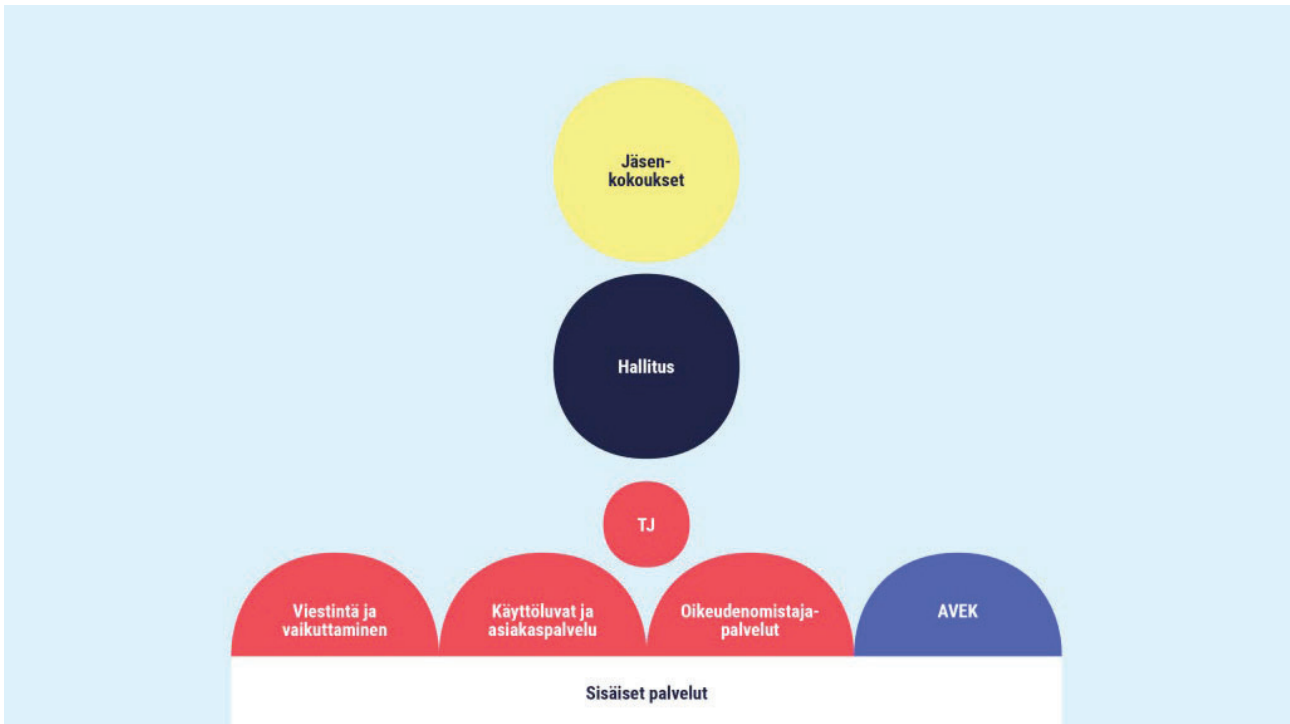 Jäsen-
kokoukset
Hallitus
TJ
Viestintä ja
vaikuttaminen
Käyttöluvat ja
asiakaspalvelu
Oikeudenomistaja-
palvelut
AVEK
Sisäiset palvelut